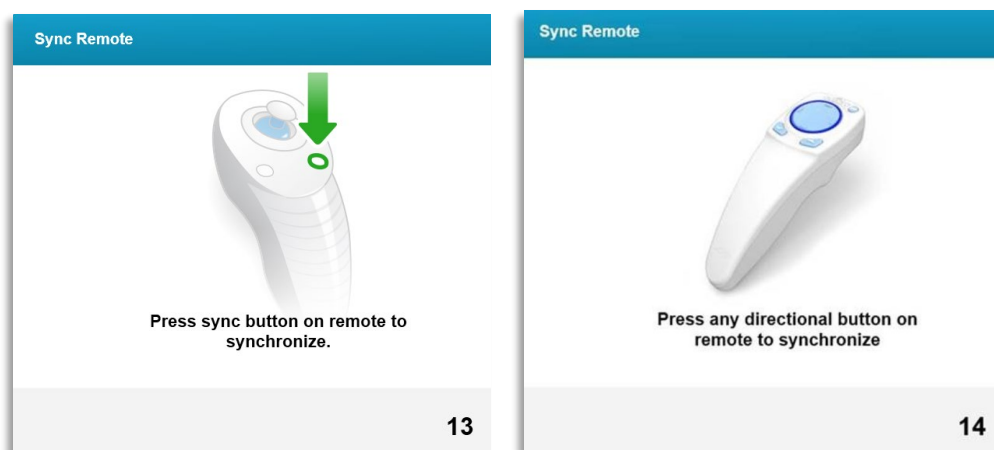 Sync Remote
Press sync button on remote to
synchronize.
13
Sync Remote
Press any directional button on
remote to synchronize
14